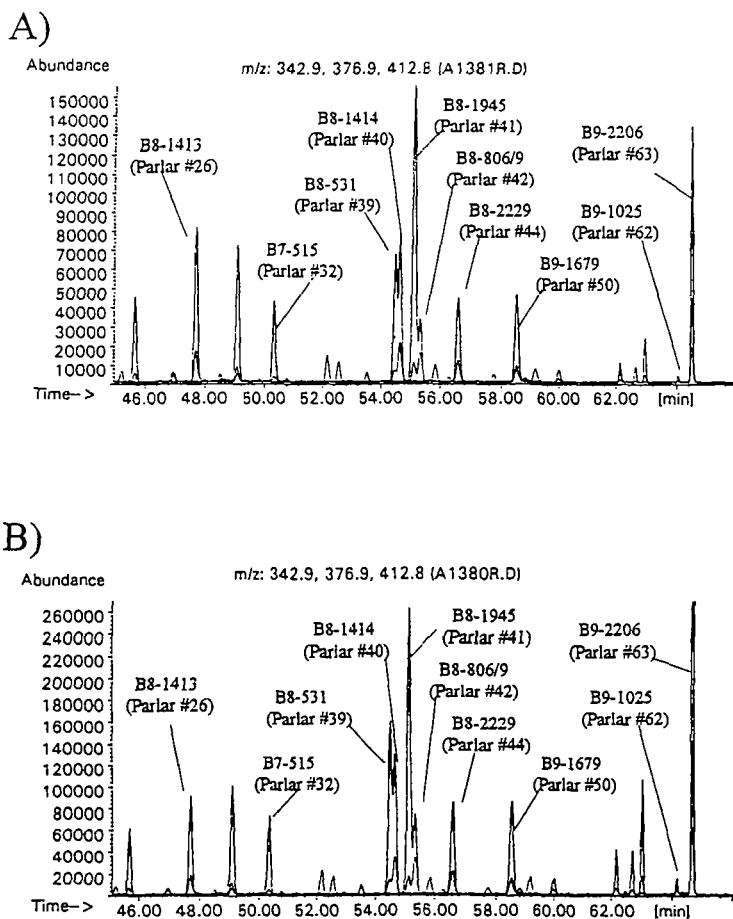 A)
Abundance
m/z: 342.9, 376.9, 412.8 (A1381R.D)
150000
140000
130000
120000
110000
100000
90000
80000
70000
60000
50000
40000
30000
20000
10000
B8-1413
(Parlar #26)
B7-515
(Parlar #32)
B8-531
(Parlar #39)
B8-1414
(Parlar #40)
B8-1945
(Parlar #41)
B8-806/9
(Parlar #42)
B8-2229
(Parlar #44)
B9-1679
(Parlar #50)
B9-1025
(Parlar #62)
B9-2206
(Parlar #63)
Time-->
46.00 48.00 50.00 52.00 54.00 56.00 58.00 60.00 62.00 [min]
B)
Abundance
m/z: 342.9, 376.9, 412.8 (A1380R.D)
260000
240000
220000
200000
180000
160000
140000
120000
100000
80000
60000
40000
20000
B8-1413
(Parlar #26)
B7-515
(Parlar #32)
B8-531
(Parlar #39)
B8-1414
(Parlar #40)
B8-1945
(Parlar #41)
B8-806/9
(Parlar #42)
B8-2229
(Parlar #44)
B9-1679
(Parlar #50)
B9-1025
(Parlar #62)
B9-2206
(Parlar #63)
Time-->
46.00 48.00 50.00 52.00 54.00 56.00 58.00 60.00 62.00 [min]